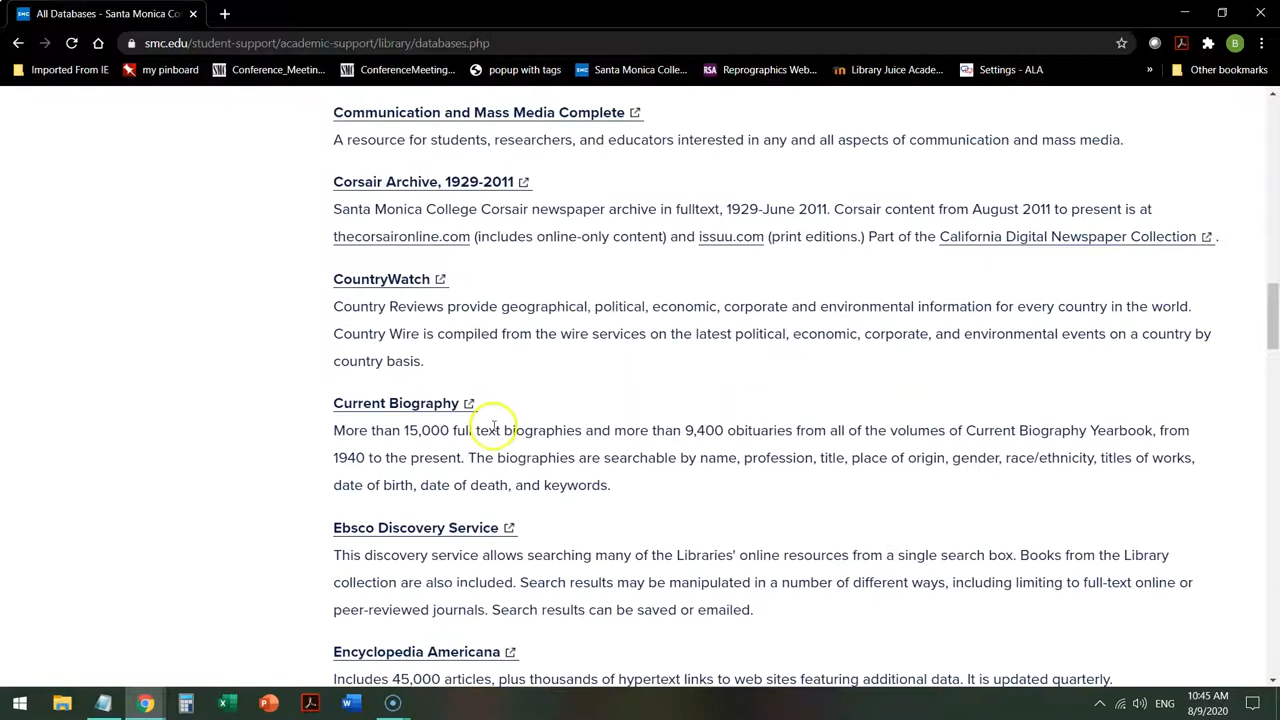 All Databases - Santa Monica Co
smc.edu/student-support/academic-support/library/databases.php
B
Imported From IE my pinboard Conference_Meetin... ConferenceMeeting... popup with tags Santa Monica Colle... Reprographics Web... Library Juice Acade... Settings - ALA » Other bookmarks
Communication and Mass Media Complete
A resource for students, researchers, and educators interested in any and all aspects of communication and mass media.
Corsair Archive, 1929-2011
Santa Monica College Corsair newspaper archive in fulltext, 1929-June 2011. Corsair content from August 2011 to present is at
thecorsaironline.com (includes online-only content) and issuu.com (print editions.) Part of the California Digital Newspaper Collection .
CountryWatch
Country Reviews provide geographical, political, economic, corporate and environmental information for every country in the world.
Country Wire is compiled from the wire services on the latest political, economic, corporate, and environmental events on a country by
country basis.
Current Biography
More than 15,000 full text biographies and more than 9,400 obituaries from all of the volumes of Current Biography Yearbook, from
1940 to the present. The biographies are searchable by name, profession, title, place of origin, gender, race/ethnicity, titles of works,
date of birth, date of death, and keywords.
Ebsco Discovery Service
This discovery service allows searching many of the Libraries' online resources from a single search box. Books from the Library
collection are also included. Search results may be manipulated in a number of different ways, including limiting to full-text online or
peer-reviewed journals. Search results can be saved or emailed.
Encyclopedia Americana
Includes 45,000 articles, plus thousands of hypertext links to web sites featuring additional data. It is updated quarterly.
ENG
10:45 AM
8/9/2020